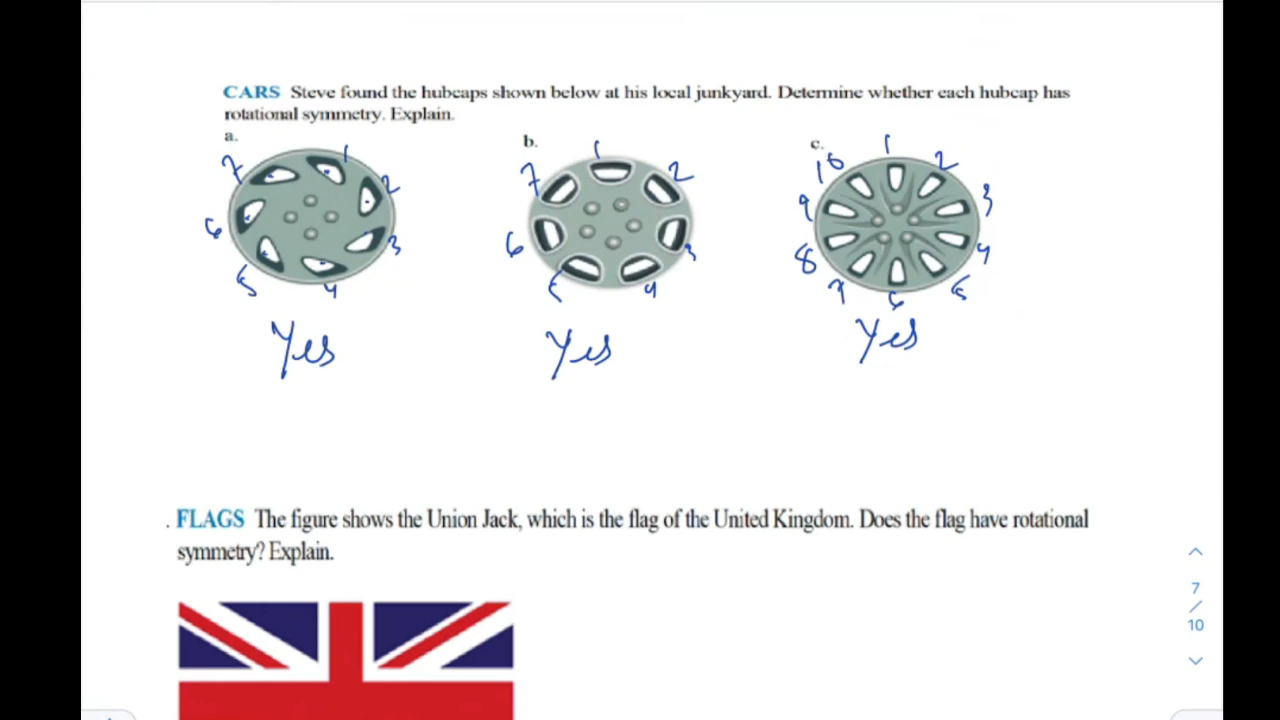 CARS Steve found the hubcaps shown below at his local junkyard. Determine whether each hubcap has
rotational symmetry. Explain.
a. b. c.
7 1 2 3 4 5 6
7 1 2 3 4 5 6
10 1 2 3 4 5 6 7 8 9
Yes Yes Yes
. FLAGS The figure shows the Union Jack, which is the flag of the United Kingdom. Does the flag have rotational
symmetry? Explain.
7
/
10